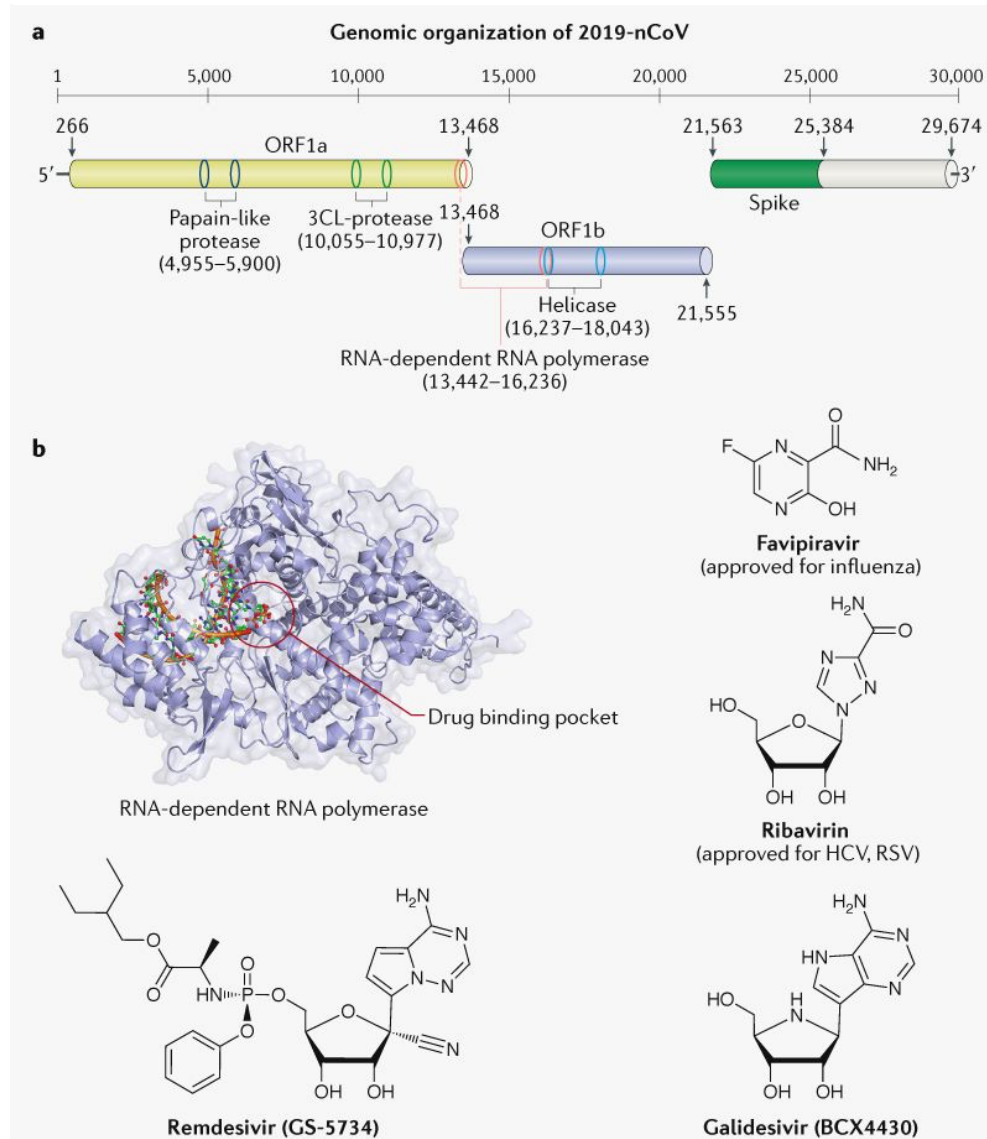 a
Genomic organization of 2019-nCoV
1 5,000 10,000 15,000 20,000 25,000 30,000
266 13,468 21,563 25,384 29,674
ORF1a
5′ 3′
Papain-like
protease
(4,955–5,900)
3CL-protease
(10,055–10,977)
Spike
13,468
ORF1b
Helicase
(16,237–18,043)
21,555
RNA-dependent RNA polymerase
(13,442–16,236)
b
Drug binding pocket
RNA-dependent RNA polymerase
O
F N
NH2
N OH
Favipiravir
(approved for influenza)
H2N
O
N
N
HO N
O
OH OH
Ribavirin
(approved for HCV, RSV)
O
O
HN P O
O
O
H2N
N
N N
O
N
OH OH
Remdesivir (GS-5734)
H2N
HN N
N
HO H
N
OH OH
Galidesivir (BCX4430)